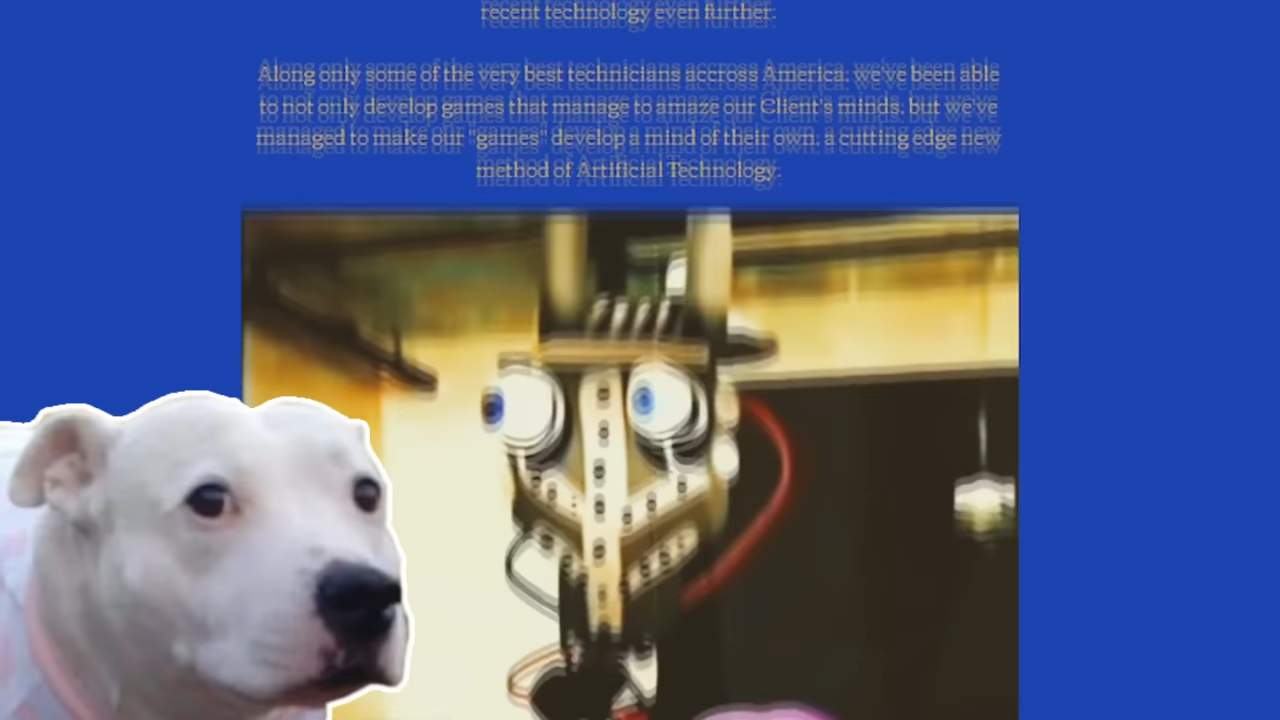 recent technology even further.
Along only some of the very best technicians accross America, we've been able
to not only develop games that manage to amaze our Client's minds, but we've
managed to make our "games" develop a mind of their own, a cutting edge new
method of Artificial Technology.